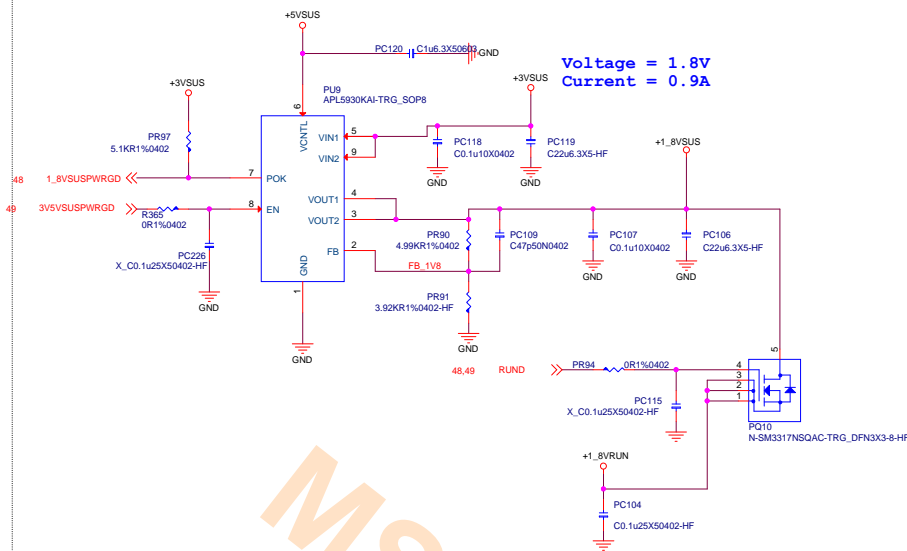 +5VSUS
PC120
C1u6.3X50603
GND
Voltage = 1.8V
Current = 0.9A
+3VSUS
PU9
APL5930KAI-TRG_SOP8
+3VSUS
6
VCNTL
PR97
5.1KR1%0402
VIN1
5
VIN2
9
PC118
C0.1u10X0402
PC119
C22u6.3X5-HF
GND
GND
+1_8VSUS
48
1_8VSUSPWRGD
7
POK
VOUT1
4
49
3V5VSUSPWRGD
R365
0R1%0402
8
EN
VOUT2
3
PR90
4.99KR1%0402
PC109
C47p50N0402
PC107
C0.1u10X0402
PC106
C22u6.3X5-HF
PC226
X_C0.1u25X50402-HF
FB
2
FB_1V8
GND
GND
GND
GND
1
PR91
3.92KR1%0402-HF
GND
GND
48,49
RUND
PR94
0R1%0402
5
4
3
2
1
PC115
X_C0.1u25X50402-HF
PQ10
N-SM3317NSQAC-TRG_DFN3X3-8-HF
+1_8VRUN
PC104
C0.1u25X50402-HF
MS